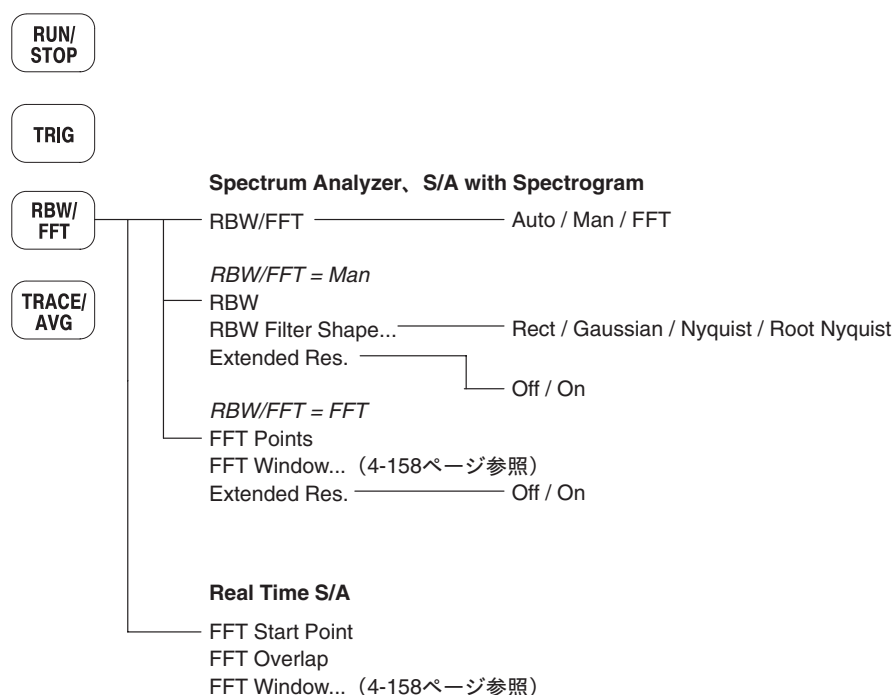 RUN/
STOP
TRIG
RBW/
FFT
TRACE/
AVG
Spectrum Analyzer、S/A with Spectrogram
RBW/FFT Auto / Man / FFT
RBW/FFT = Man
RBW
RBW Filter Shape... Rect / Gaussian / Nyquist / Root Nyquist
Extended Res.
Off / On
RBW/FFT = FFT
FFT Points
FFT Window...（4-158ページ参照）
Extended Res. Off / On
Real Time S/A
FFT Start Point
FFT Overlap
FFT Window...（4-158ページ参照）